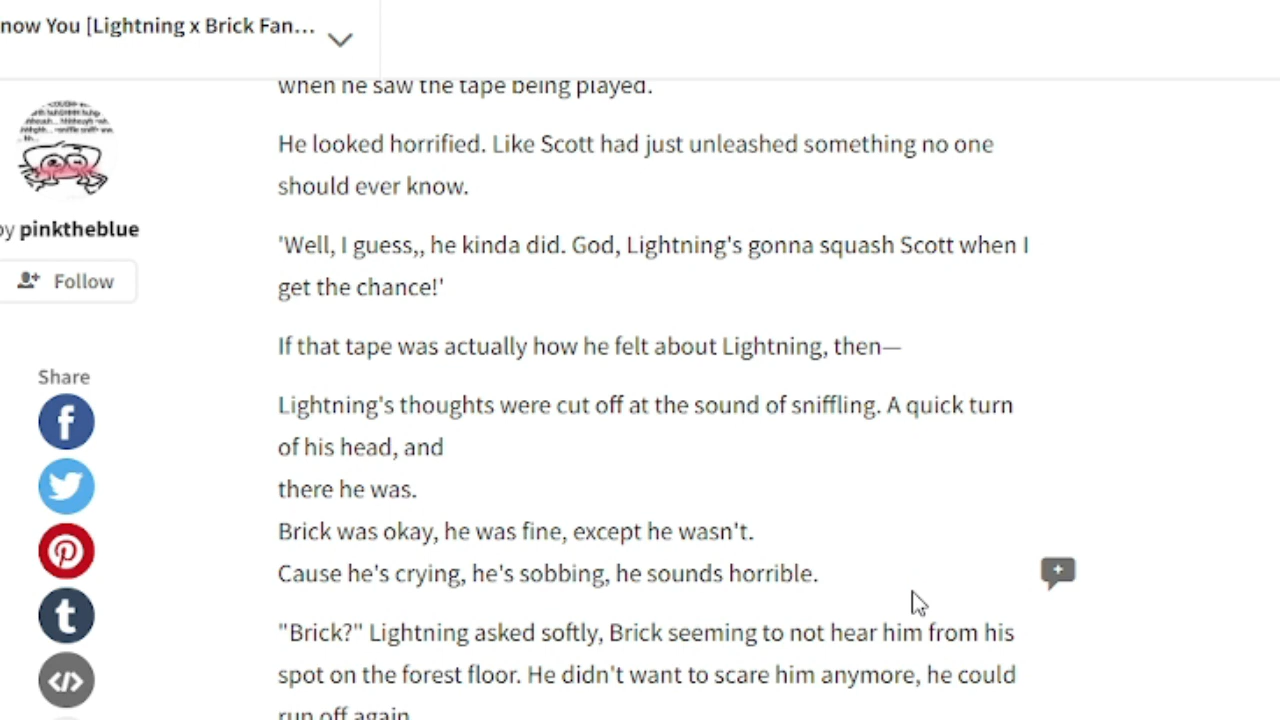 now You [Lightning x Brick Fan...
when he saw the tape being played.
He looked horrified. Like Scott had just unleashed something no one
should ever know.
by pinktheblue
'Well, I guess,, he kinda did. God, Lightning's gonna squash Scott when I
Follow
get the chance!'
If that tape was actually how he felt about Lightning, then—
Share
Lightning's thoughts were cut off at the sound of sniffling. A quick turn
of his head, and
there he was.
Brick was okay, he was fine, except he wasn't.
Cause he's crying, he's sobbing, he sounds horrible.
"Brick?" Lightning asked softly, Brick seeming to not hear him from his
spot on the forest floor. He didn't want to scare him anymore, he could
run off again